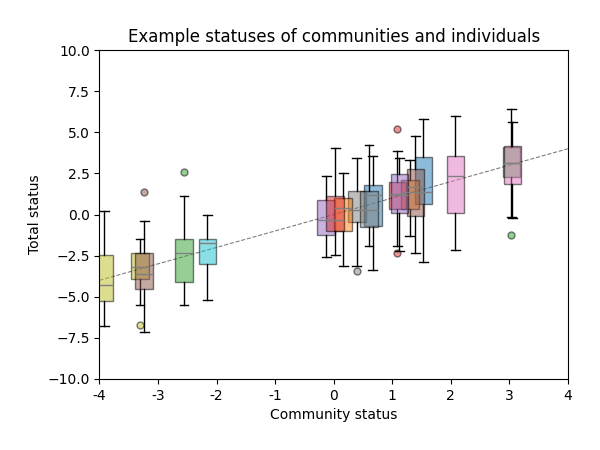 Example statuses of communities and individuals
10.0
7.5
5.0
2.5
0.0
−2.5
−5.0
−7.5
−10.0
Total status
-4 -3 -2 -1 0 1 2 3 4
Community status